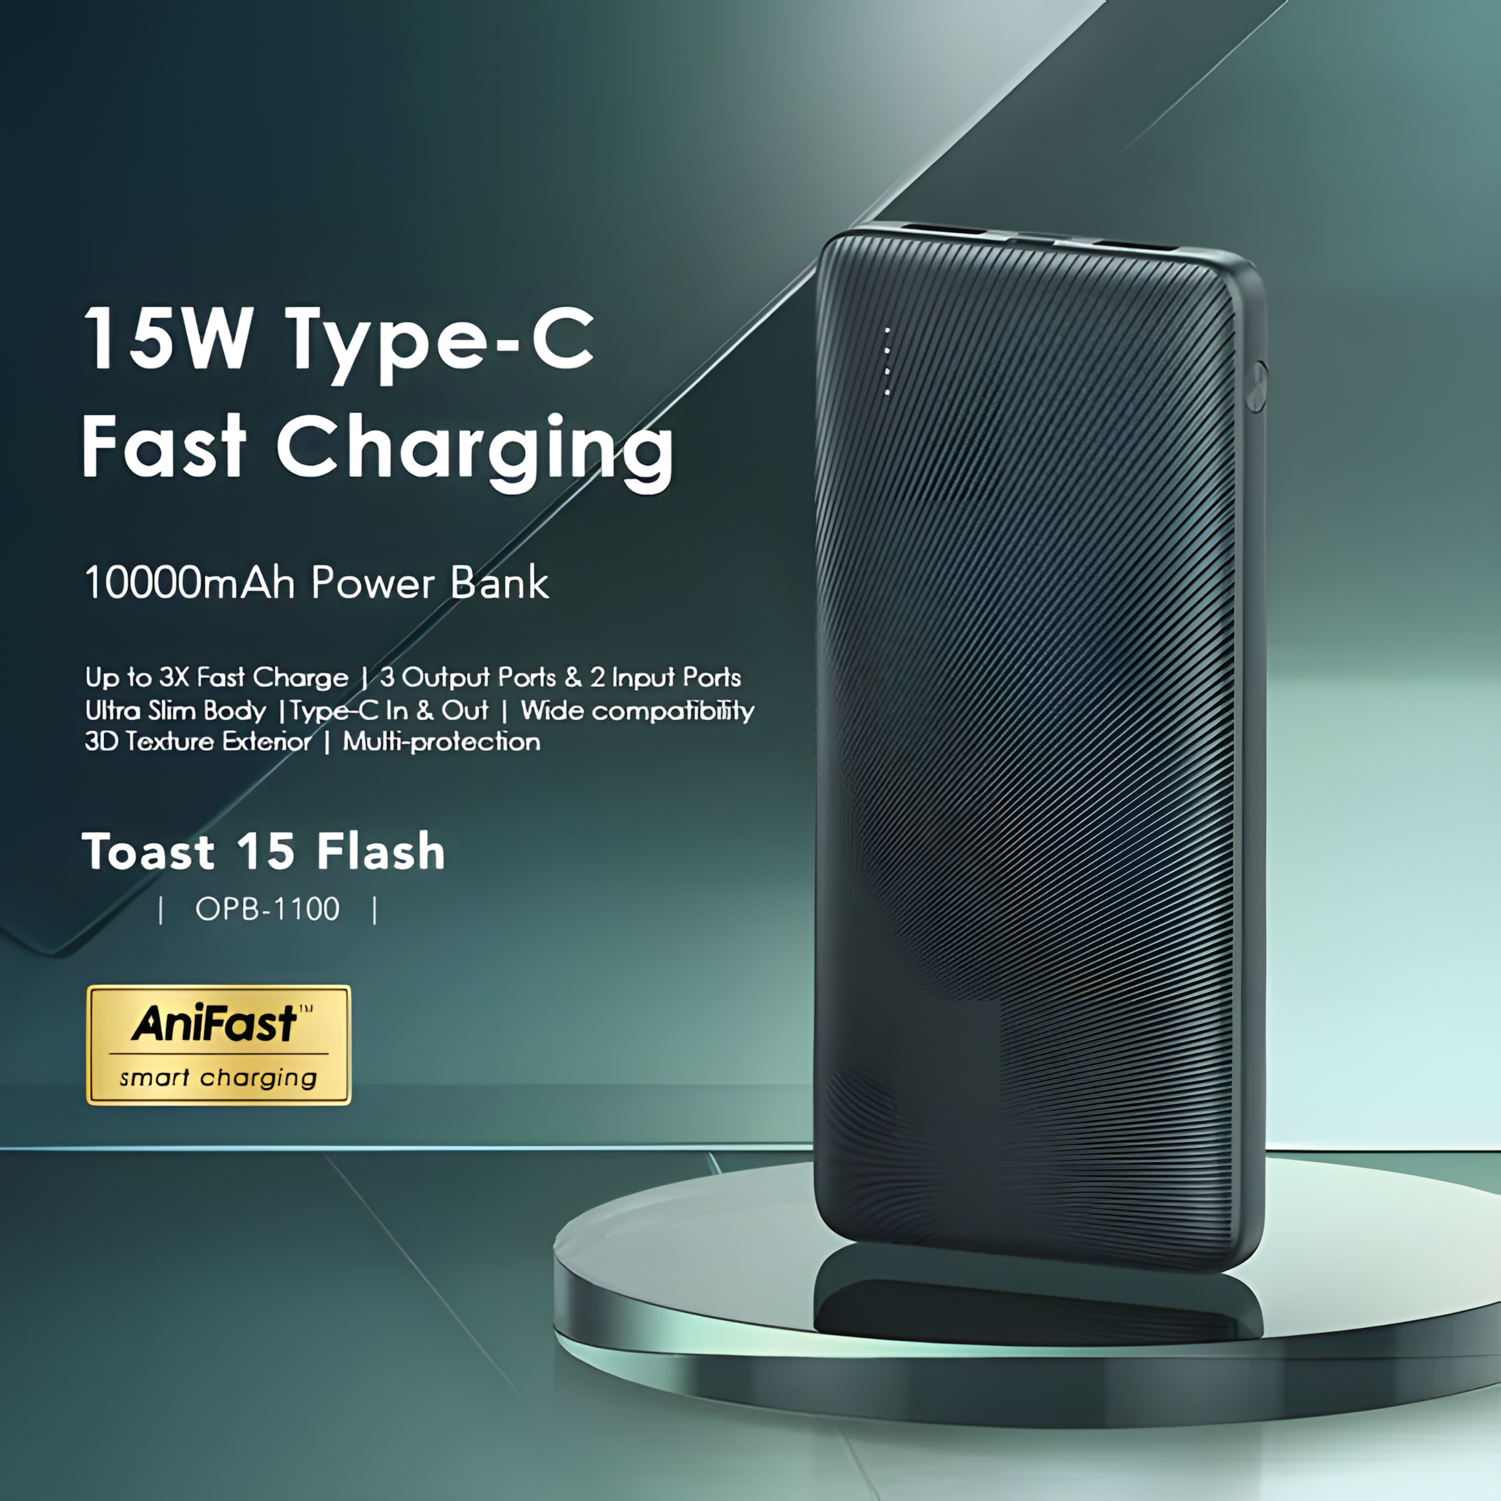 15W Type-C
Fast Charging
10000mAh Power Bank
Up to 3X Fast Charge | 3 Output Ports & 2 Input Ports
Ultra Slim Body | Type-C In & Out | Wide compatibility
3D Texture Exterior | Multi-protection
Toast 15 Flash
| OPB-1100 |
AniFast™
smart charging